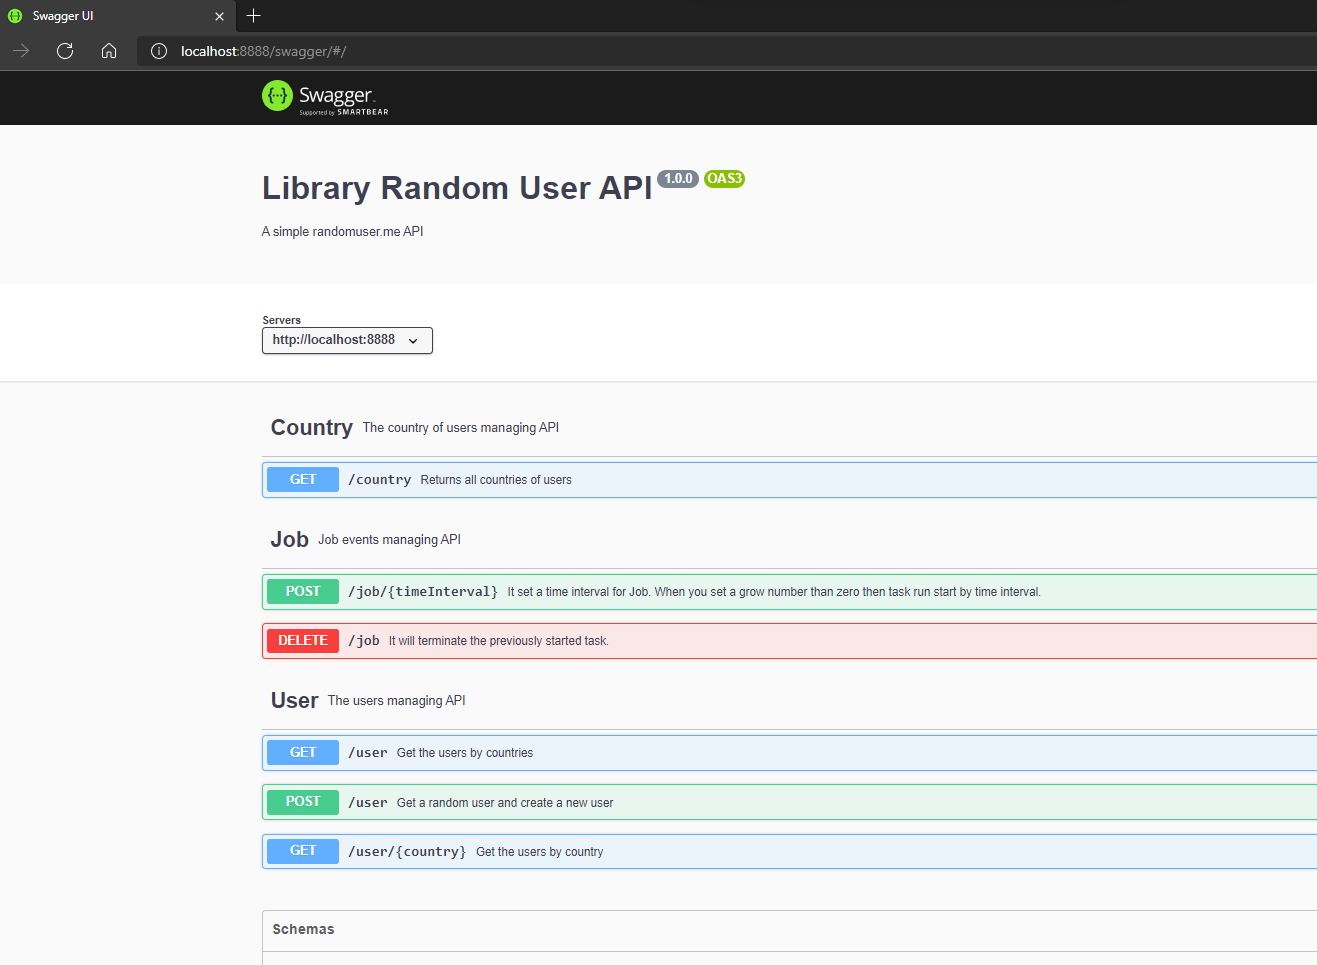 Swagger UI
localhost:8888/swagger/#/
Swagger
Supported by SMARTBEAR
Library Random User API 1.0.0 OAS3
A simple randomuser.me API
Servers
http://localhost:8888
Country The country of users managing API
GET /country Returns all countries of users
Job Job events managing API
POST /job/{timeInterval} It set a time interval for Job. When you set a grow number than zero then task run start by time interval.
DELETE /job It will terminate the previously started task.
User The users managing API
GET /user Get the users by countries
POST /user Get a random user and create a new user
GET /user/{country} Get the users by country
Schemas